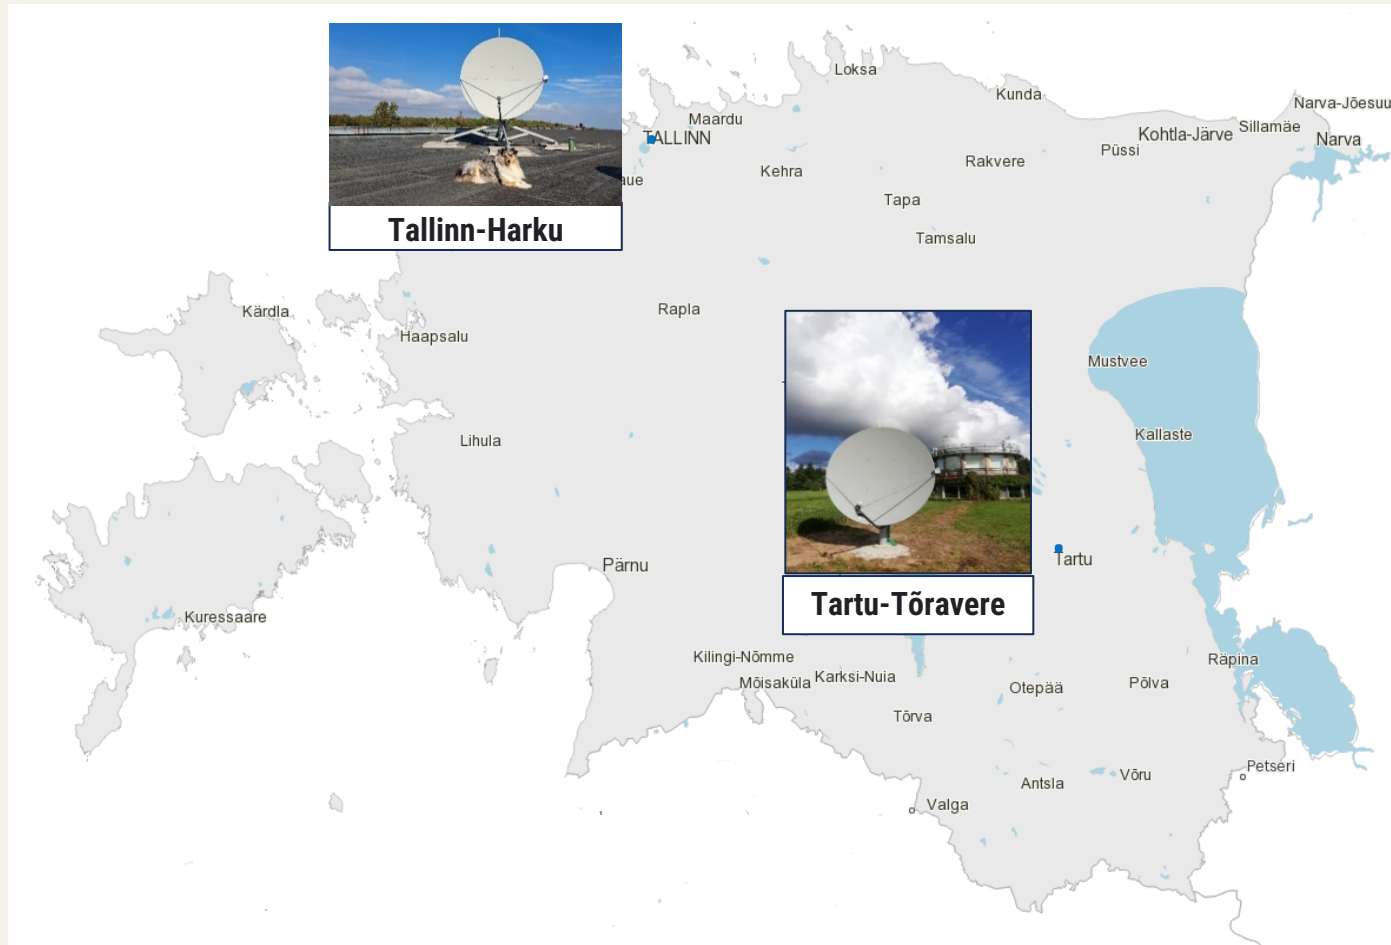 Loksa
Kunda
Narva-Jõesuu
Maardu
TALLINN
Kohtla-Järve
Sillamäe
Narva
Püssi
Rakvere
Kehra
aue
Tapa
Tallinn-Harku
Tamsalu
Kärdla
Rapla
Haapsalu
Mustvee
Kallaste
Lihula
Tartu
Pärnu
Tartu-Tõravere
Kuressaare
Kilingi-Nõmme
Räpina
Mõisaküla
Karksi-Nuia
Otepää
Põlva
Tõrva
Petseri
Antsla
Võru
Valga